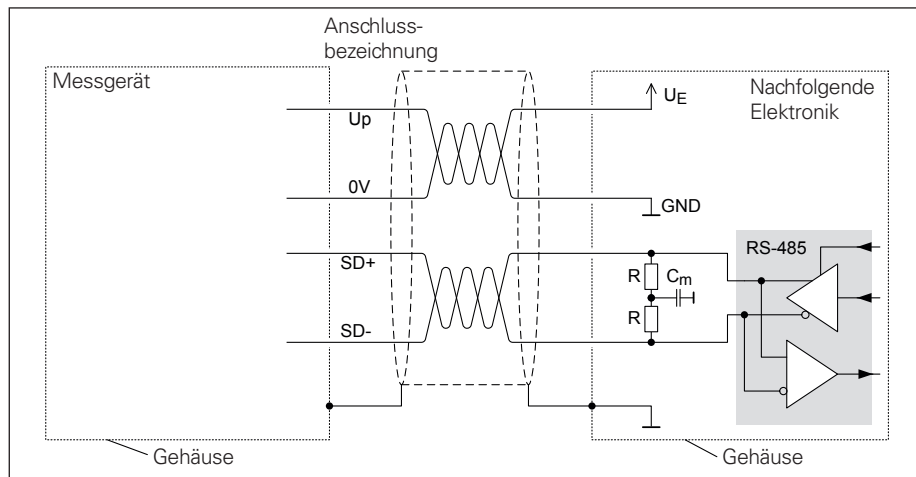 Anschluss-
bezeichnung
Messgerät
Nachfolgende
Elektronik
Up
UE
0V
GND
SD+
RS-485
R
Cm
R
SD-
Gehäuse
Gehäuse